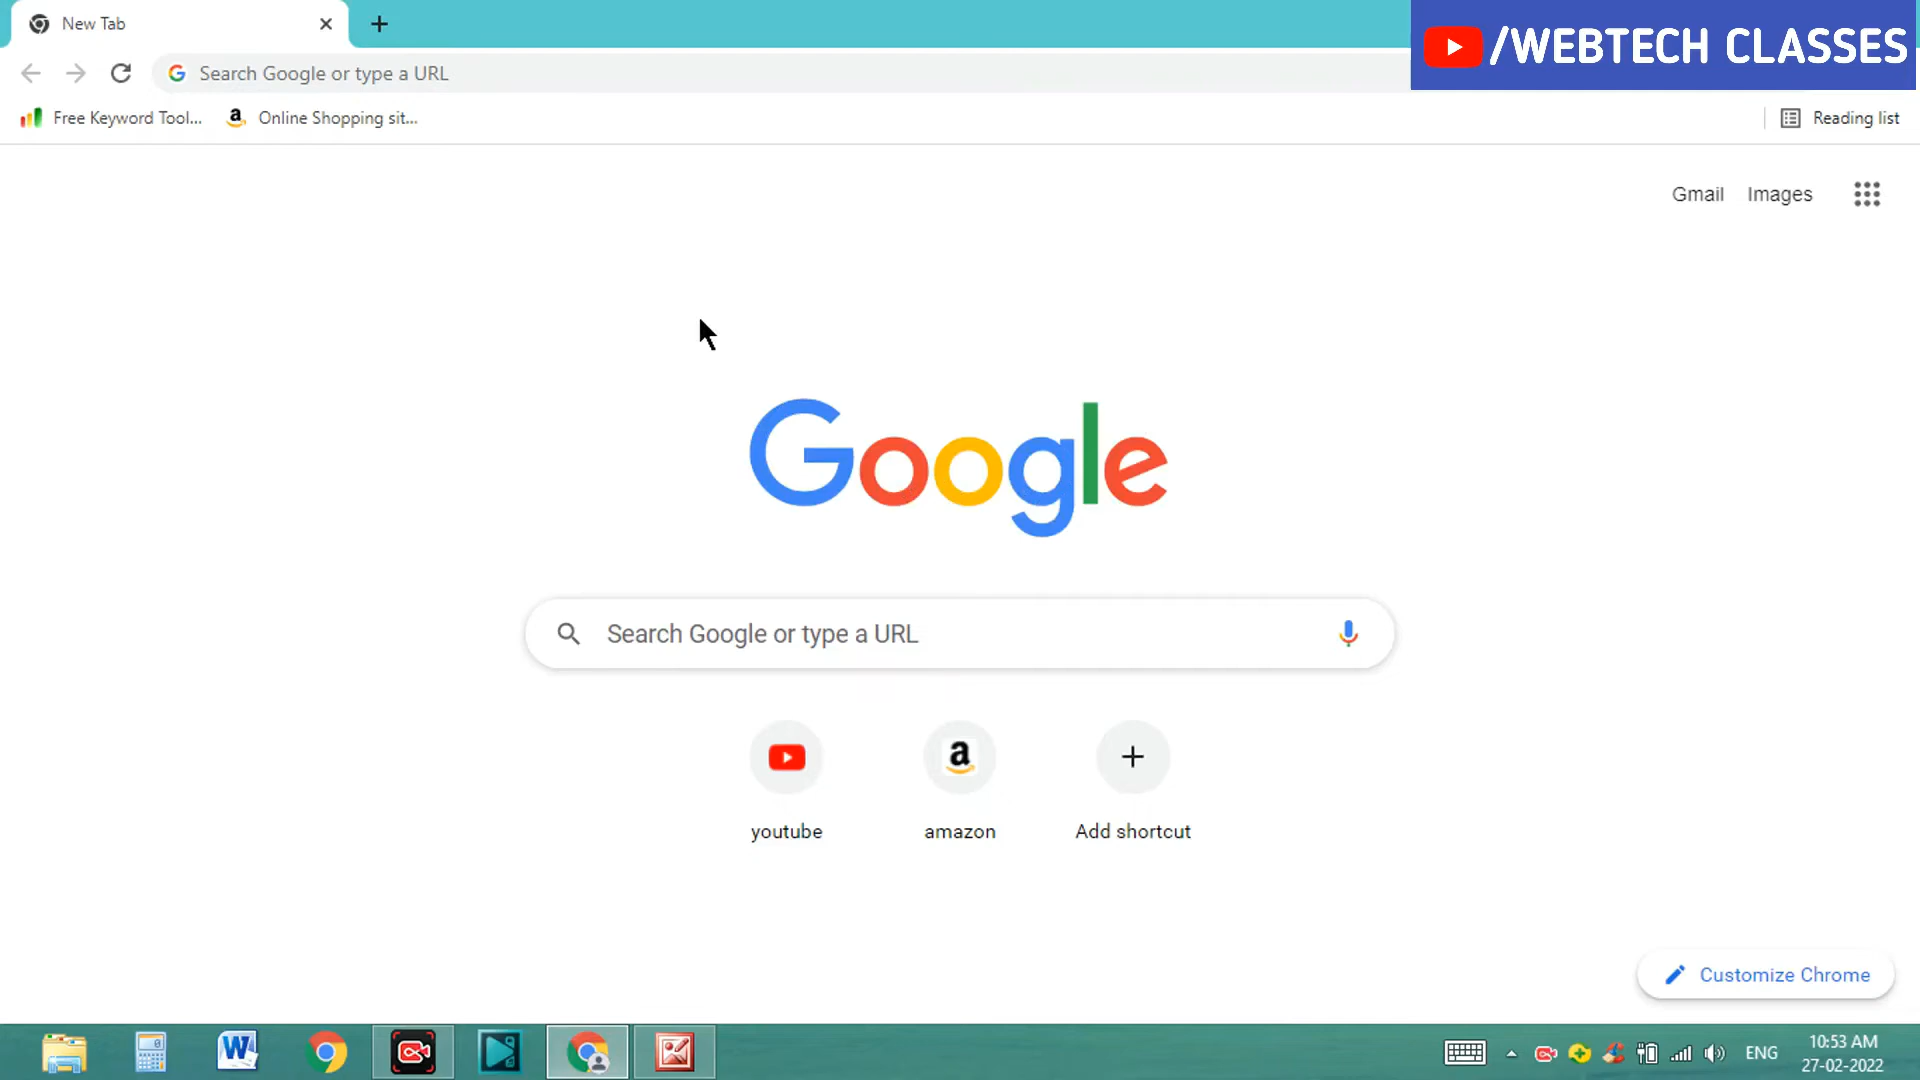 New Tab
/WEBTECH CLASSES
Search Google or type a URL
Free Keyword Tool...
Online Shopping sit...
Reading list
Gmail
Images
Google
Search Google or type a URL
youtube
amazon
Add shortcut
Customize Chrome
ENG
10:53 AM
27-02-2022